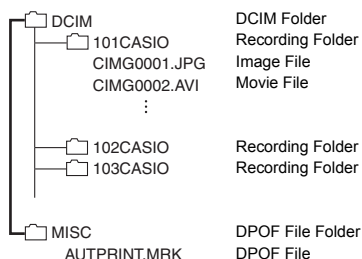 DCIM DCIM Folder
101CASIO Recording Folder
CIMG0001.JPG Image File
CIMG0002.AVI Movie File
⋮
102CASIO Recording Folder
103CASIO Recording Folder
MISC DPOF File Folder
AUTPRINT.MRK DPOF File